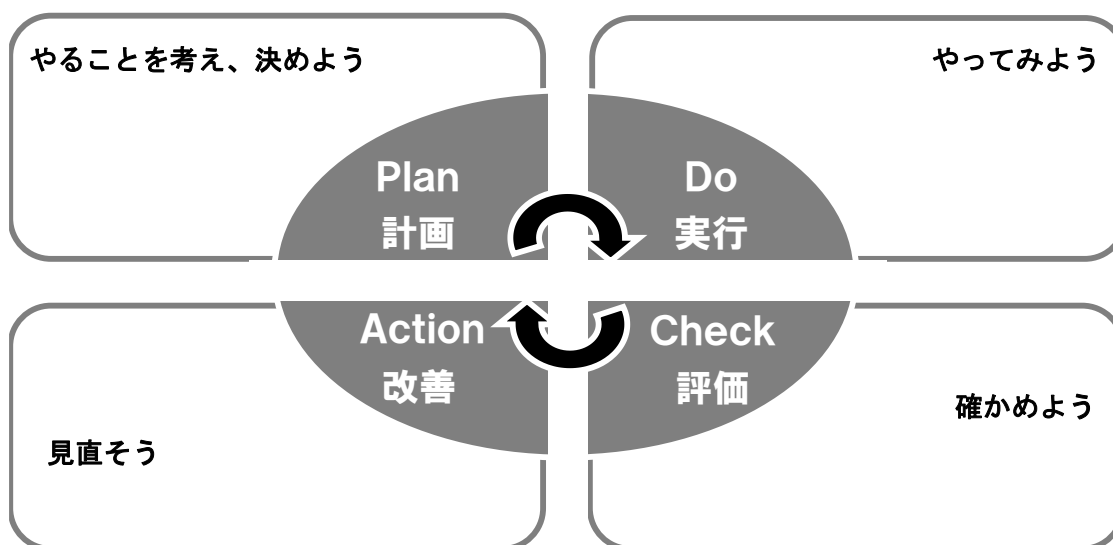 やることを考え、決めよう
やってみよう
Plan
計画
Do
実行
Action
改善
Check
評価
見直そう
確かめよう